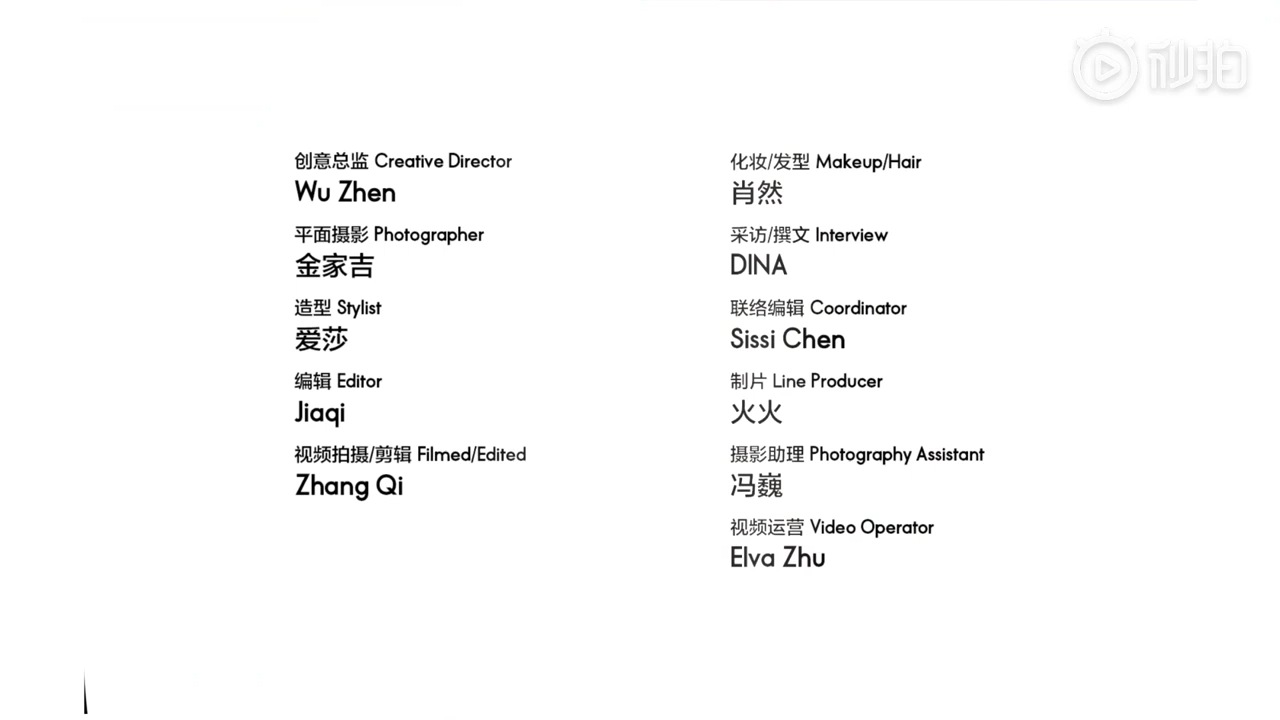 秒拍
创意总监 Creative Director
Wu Zhen
平面摄影 Photographer
金家吉
造型 Stylist
爱莎
编辑 Editor
Jiaqi
视频拍摄/剪辑 Filmed/Edited
Zhang Qi
化妆/发型 Makeup/Hair
肖然
采访/撰文 Interview
DINA
联络编辑 Coordinator
Sissi Chen
制片 Line Producer
火火
摄影助理 Photography Assistant
冯巍
视频运营 Video Operator
Elva Zhu